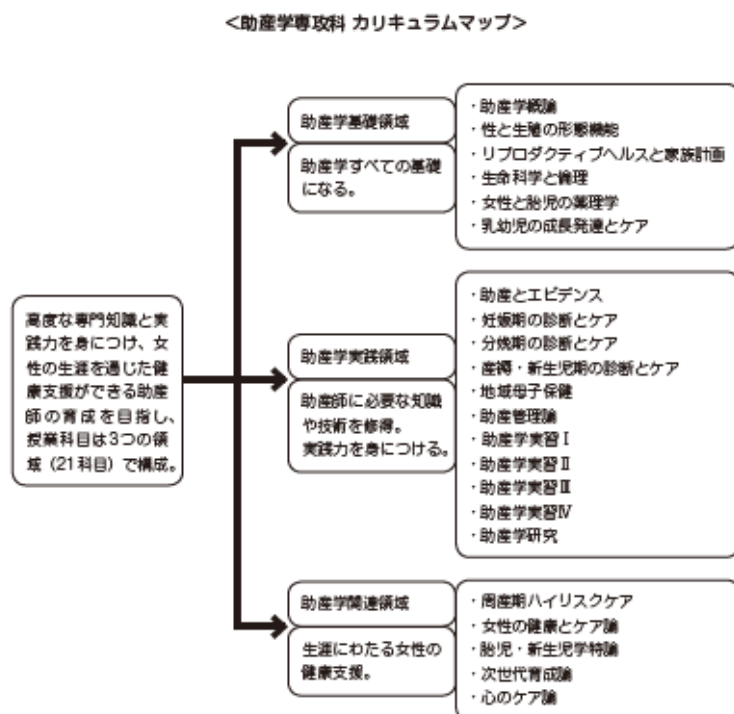 ＜助産学専攻科 カリキュラムマップ＞
高度な専門知識と実
践力を身につけ、女
性の生涯を通じた健
康支援ができる助産
師の育成を目指し、
授業科目は3つの領
域（21科目）で構成。
助産学基礎領域
助産学すべての基礎
になる。
・助産学概論
・性と生殖の形態機能
・リプロダクティブヘルスと家族計画
・生命科学と倫理
・女性と胎児の薬理学
・乳幼児の成長発達とケア
助産学実践領域
助産師に必要な知識
や技術を修得。
実践力を身につける。
・助産とエビデンス
・妊娠期の診断とケア
・分娩期の診断とケア
・産褥・新生児期の診断とケア
・地域母子保健
・助産管理論
・助産学実習Ⅰ
・助産学実習Ⅱ
・助産学実習Ⅲ
・助産学実習Ⅳ
・助産学研究
助産学関連領域
生涯にわたる女性の
健康支援。
・周産期ハイリスクケア
・女性の健康とケア論
・胎児・新生児学特論
・次世代育成論
・心のケア論